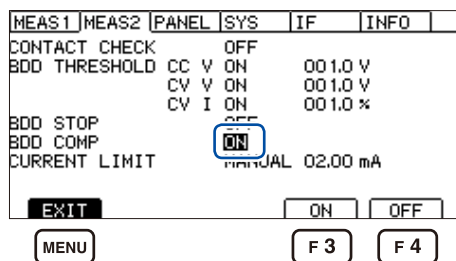 MEAS1 MEAS2 PANEL SYS IF INFO
CONTACT CHECK OFF
BDD THRESHOLD CC V ON 001.0 V
CV V ON 001.0 V
CV I ON 001.0 %
BDD STOP OFF
BDD COMP ON
CURRENT LIMIT MANUAL 02.00 mA
EXIT ON OFF
MENU F 3 F 4